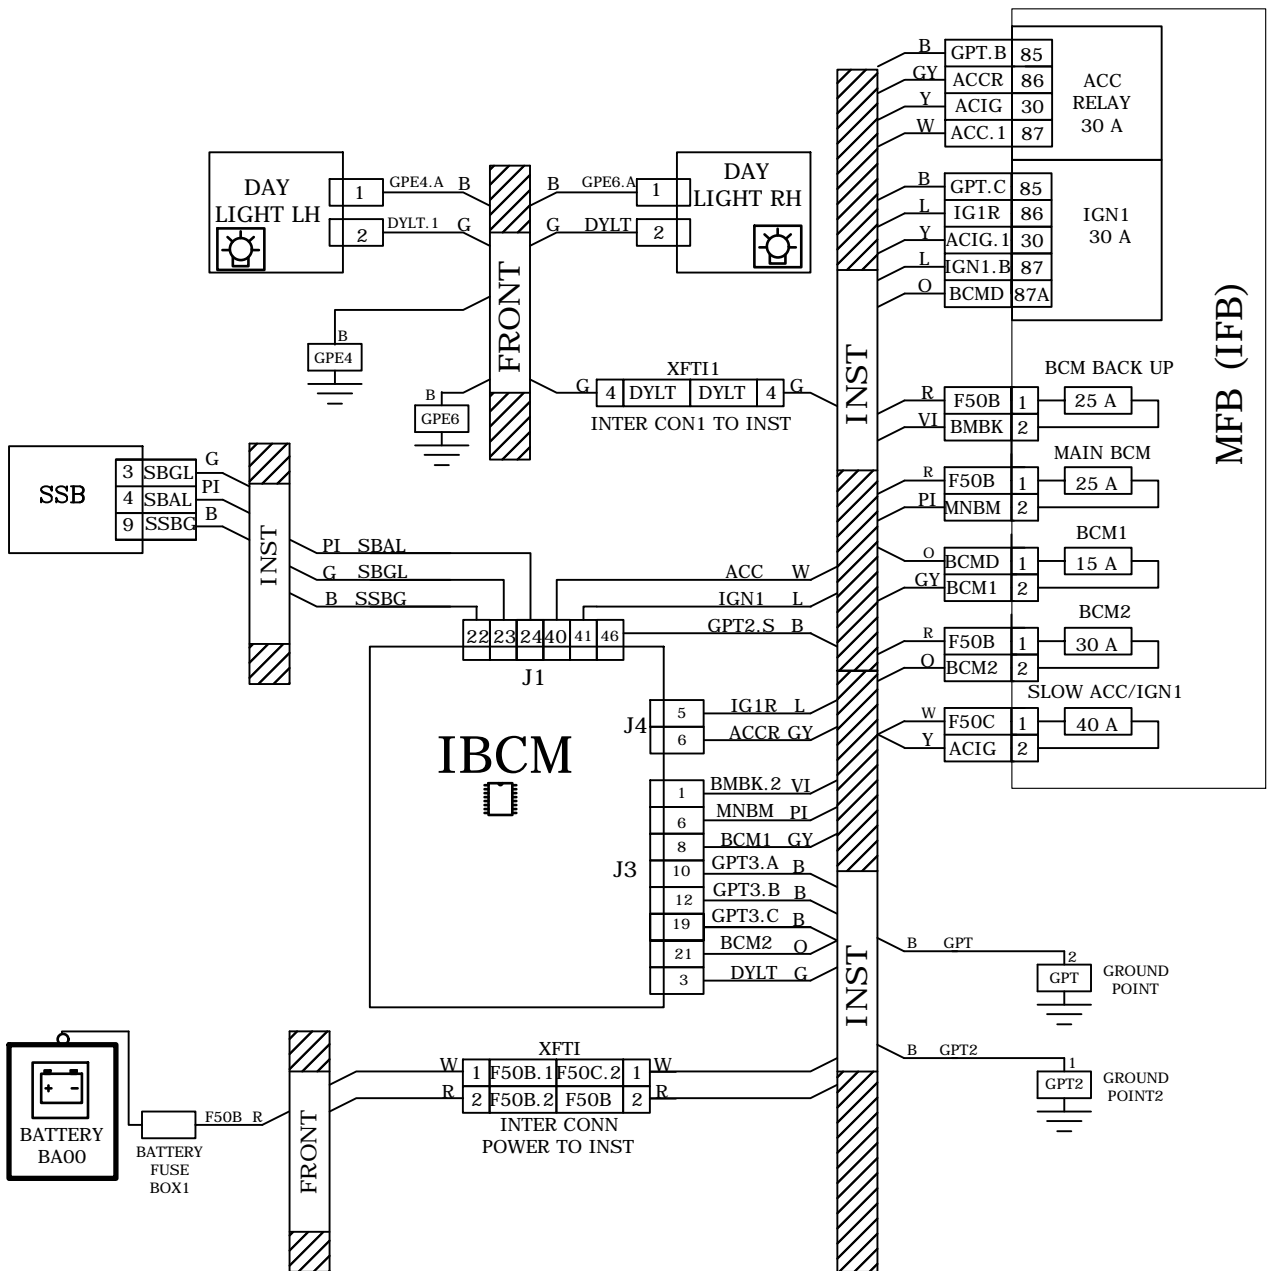 B GPT.B 85
GY ACCR 86
Y ACIG 30
W ACC.1 87
ACC
RELAY
30 A
B GPT.C 85
L IG1R 86
Y ACIG.1 30
L IGN1.B 87
O BCMD 87A
IGN1
30 A
MFB (IFB)
DAY
LIGHT LH
1 GPE4.A B
2 DYLT.1 G
B GPE6.A 1
G DYLT 2
DAY
LIGHT RH
FRONT
B
GPE4
B
GPE6
XFTI1
G 4 DYLT DYLT 4 G
INTER CON1 TO INST
INST
BCM BACK UP
R F50B 1 25 A
VI BMBK 2
MAIN BCM
R F50B 1 25 A
PI MNBM 2
BCM1
O BCMD 1 15 A
GY BCM1 2
BCM2
R F50B 1 30 A
O BCM2 2
SLOW ACC/IGN1
W F50C 1 40 A
Y ACIG 2
SSB
3 SBGL G
4 SBAL PI
9 SSBG B
INST
PI SBAL
G SBGL
B SSBG
ACC W
IGN1 L
GPT2.S B
22 23 24 40 41 46
J1
IBCM
J4
5 IG1R L
6 ACCR GY
J3
1 BMBK.2 VI
6 MNBM PI
8 BCM1 GY
10 GPT3.A B
12 GPT3.B B
19 GPT3.C B
21 BCM2 O
3 DYLT G
INST
B GPT 2
GPT
GROUND
POINT
B GPT2 1
GPT2
GROUND
POINT2
BATTERY
BA00
BATTERY
FUSE
BOX1
F50B R
FRONT
XFTI
W 1 F50B.1 F50C.2 1 W
R 2 F50B.2 F50B 2 R
INTER CONN
POWER TO INST